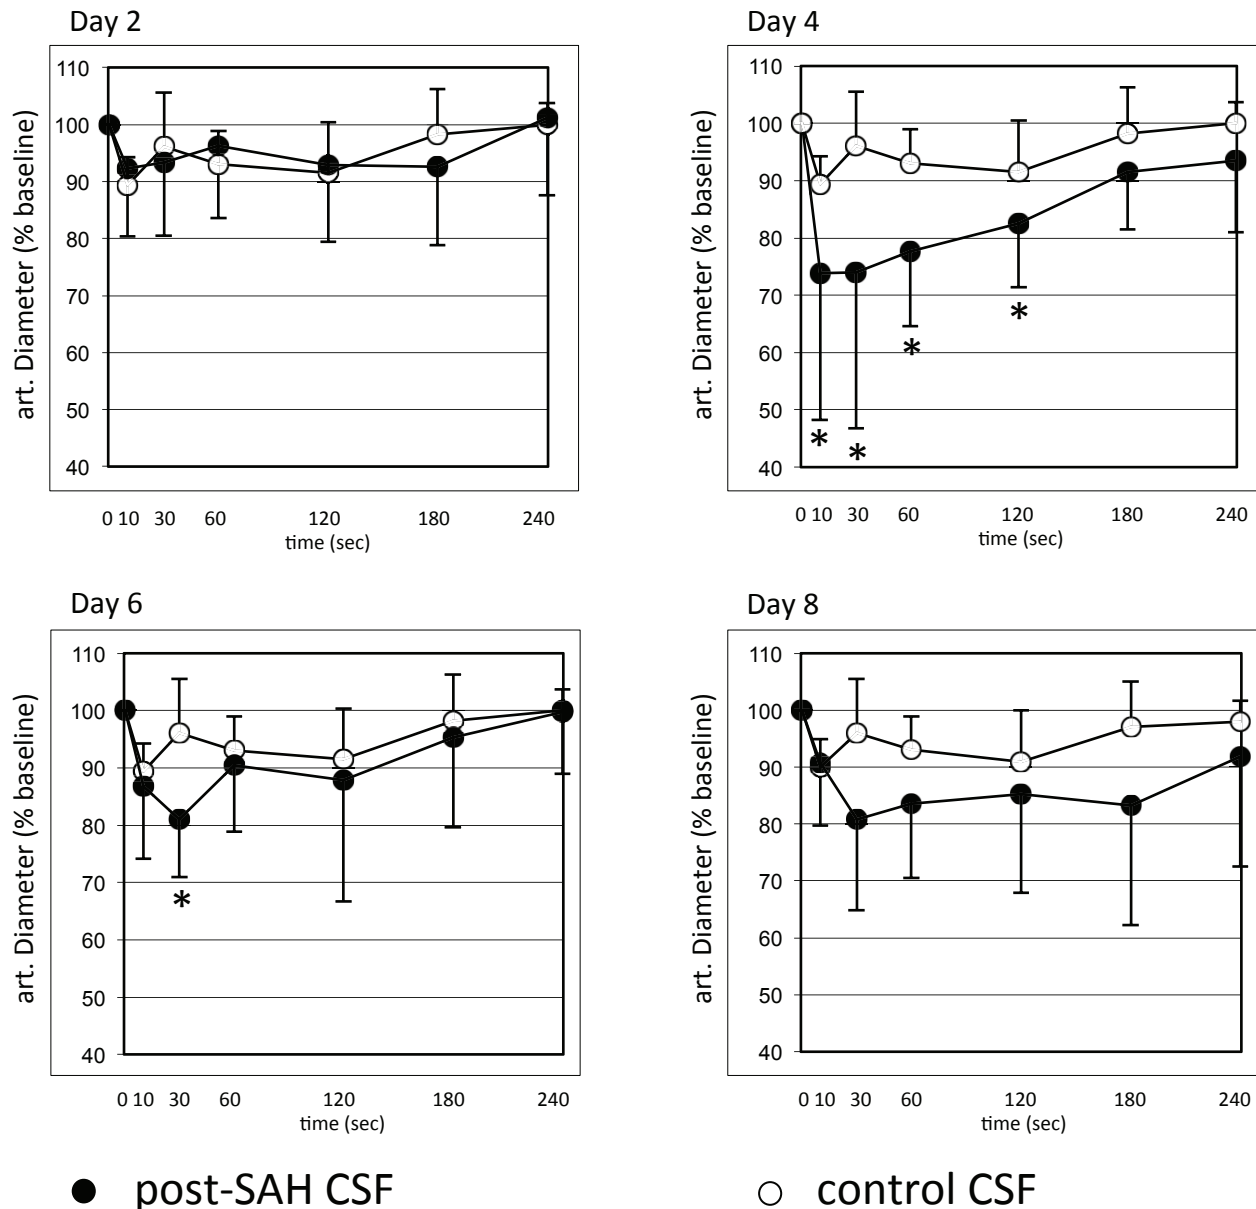 Day 2
110
100
90
80
70
60
50
40
art. Diameter (% baseline)
0 10 30 60 120 180 240
time (sec)
Day 4
110
100
90
80
70
60
50
40
art. Diameter (% baseline)
*
*
*
*
0 10 30 60 120 180 240
time (sec)
Day 6
110
100
90
80
70
60
50
40
art. Diameter (% baseline)
*
0 10 30 60 120 180 240
time (sec)
Day 8
110
100
90
80
70
60
50
40
art. Diameter (% baseline)
0 10 30 60 120 180 240
time (sec)
post-SAH CSF
control CSF